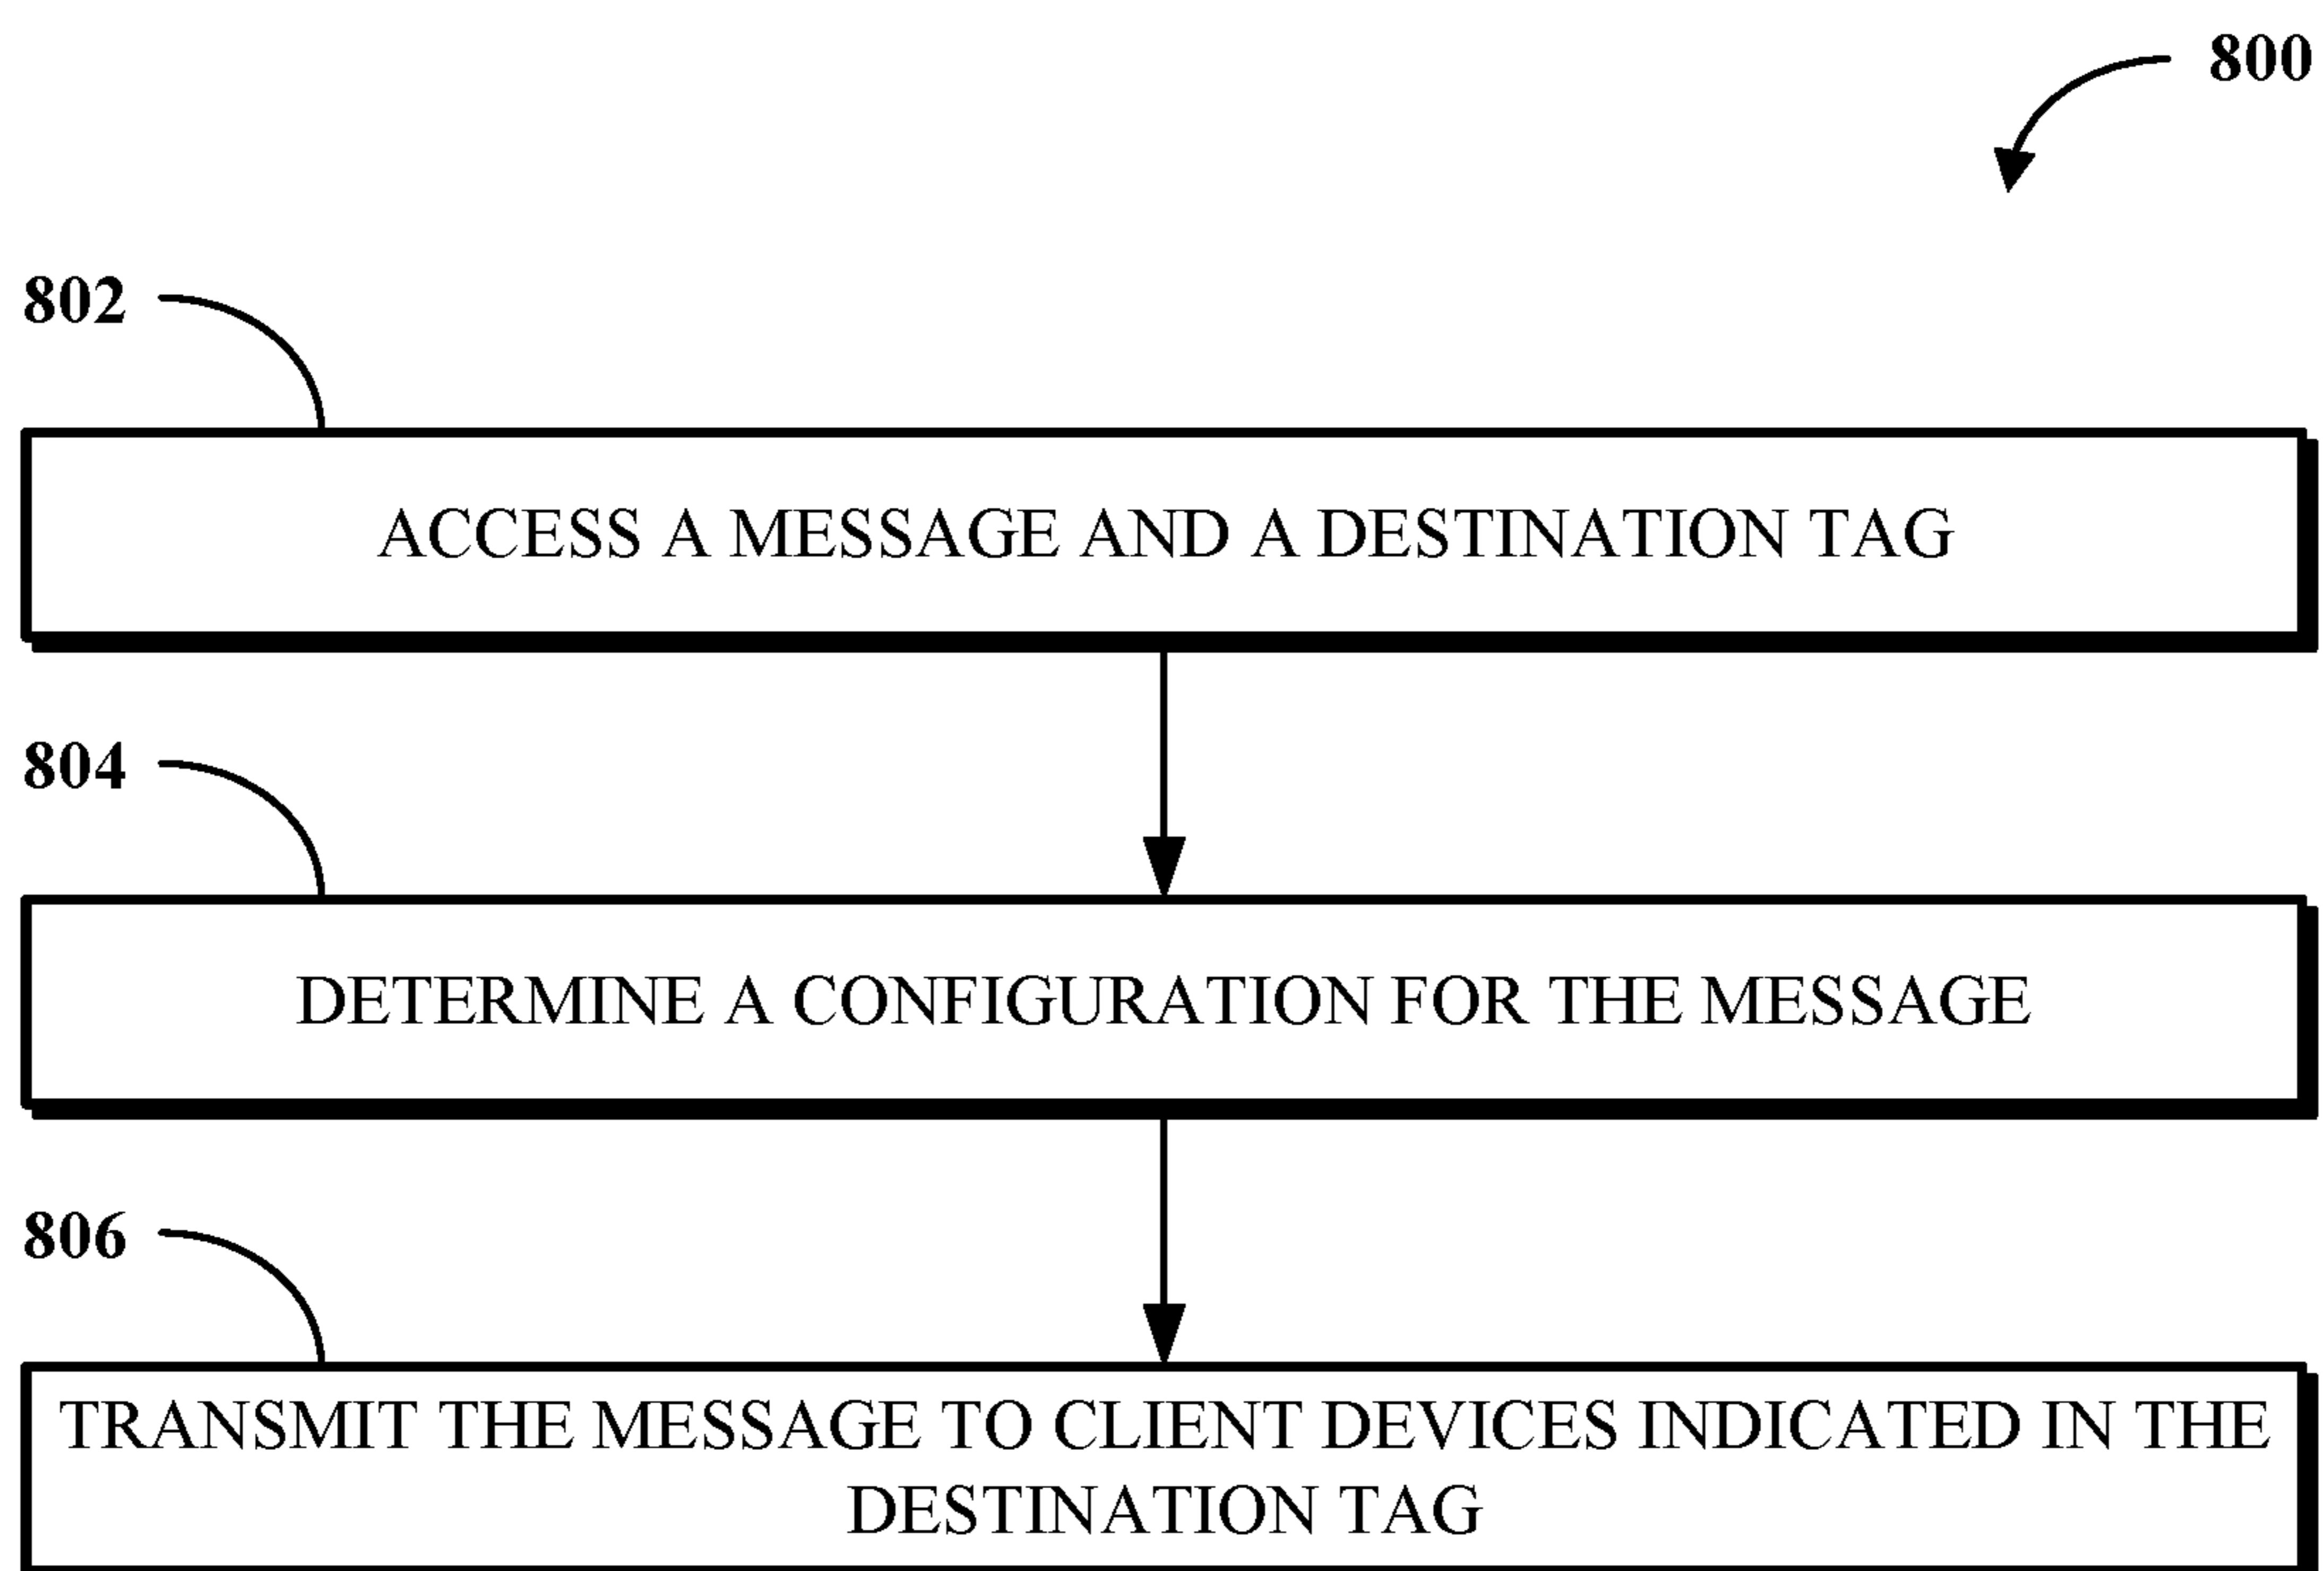 800
802
ACCESS A MESSAGE AND A DESTINATION TAG
804
DETERMINE A CONFIGURATION FOR THE MESSAGE
806
TRANSMIT THE MESSAGE TO CLIENT DEVICES INDICATED IN THE
DESTINATION TAG